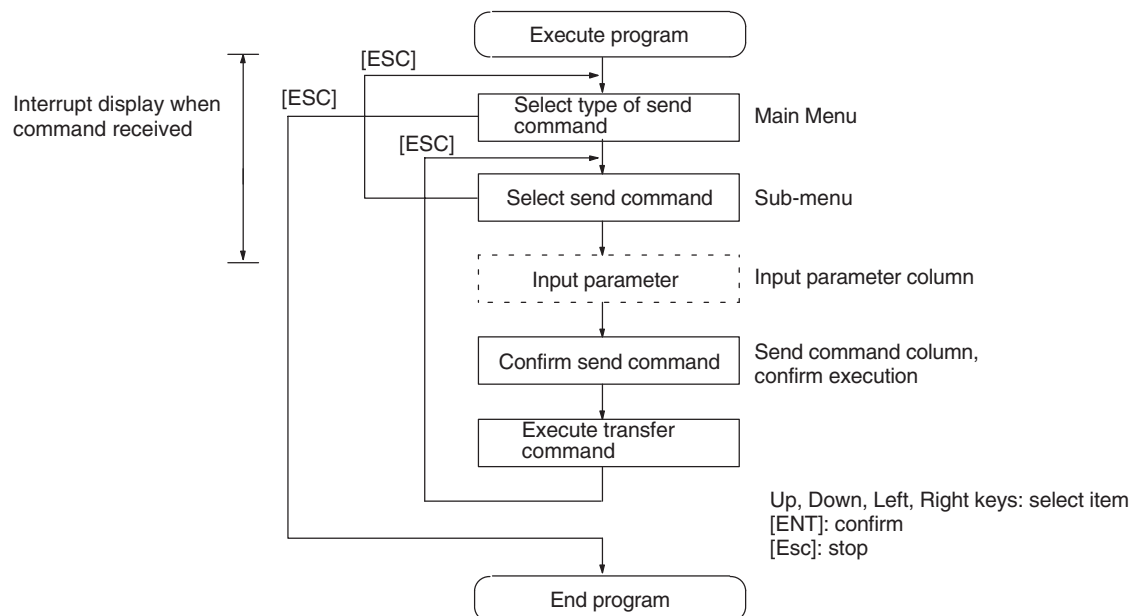 Execute program
[ESC]
[ESC]
Interrupt display when
command received
Select type of send
command
Main Menu
[ESC]
Select send command
Sub-menu
Input parameter
Input parameter column
Confirm send command
Send command column,
confirm execution
Execute transfer
command
Up, Down, Left, Right keys: select item
[ENT]: confirm
[Esc]: stop
End program